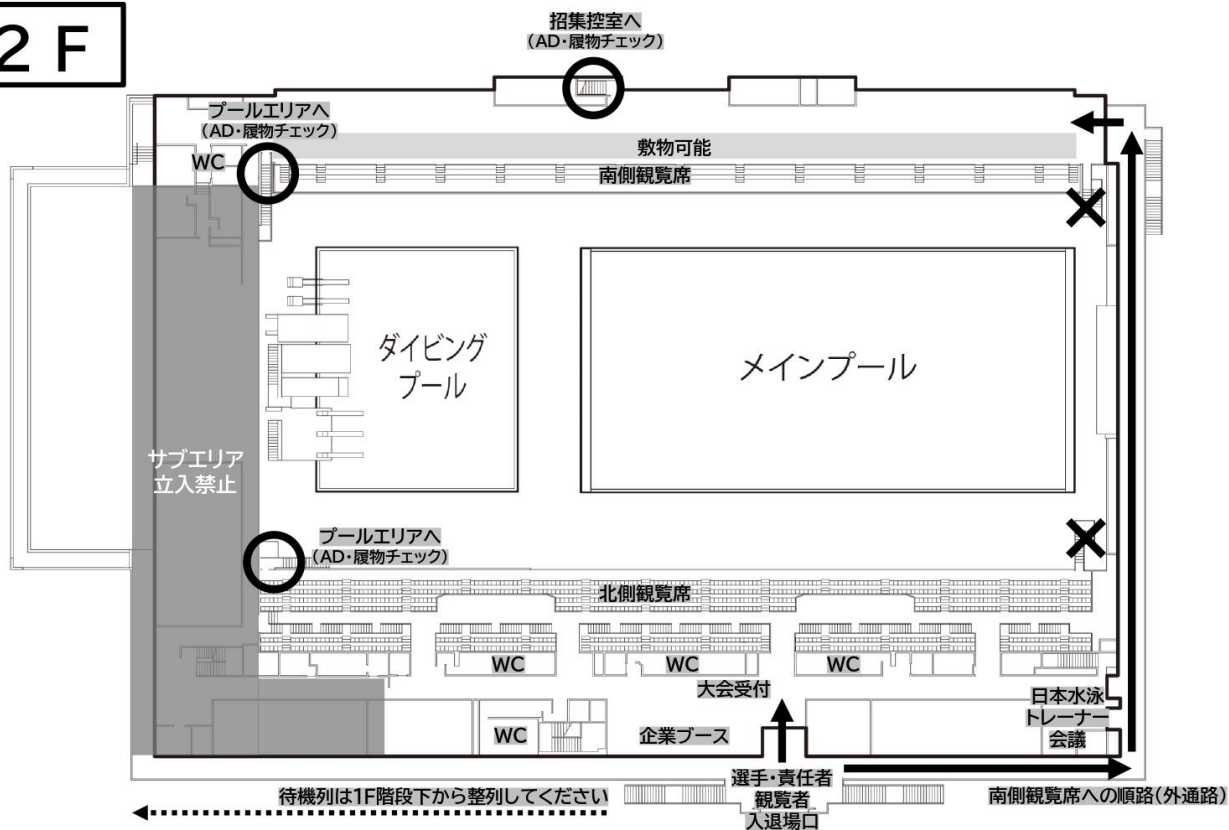 2 F
招集控室へ
(AD・履物チェック)
プールエリアへ
(AD・履物チェック)
WC
敷物可能
南側観覧席
ダイビング
プール
メインプール
サブエリア
立入禁止
プールエリアへ
(AD・履物チェック)
北側観覧席
WC
WC
WC
大会受付
日本水泳
トレーナー
会議
WC
企業ブース
選手・責任者
観覧者
入退場口
待機列は1F階段下から整列してください
南側観覧席への順路(外通路)